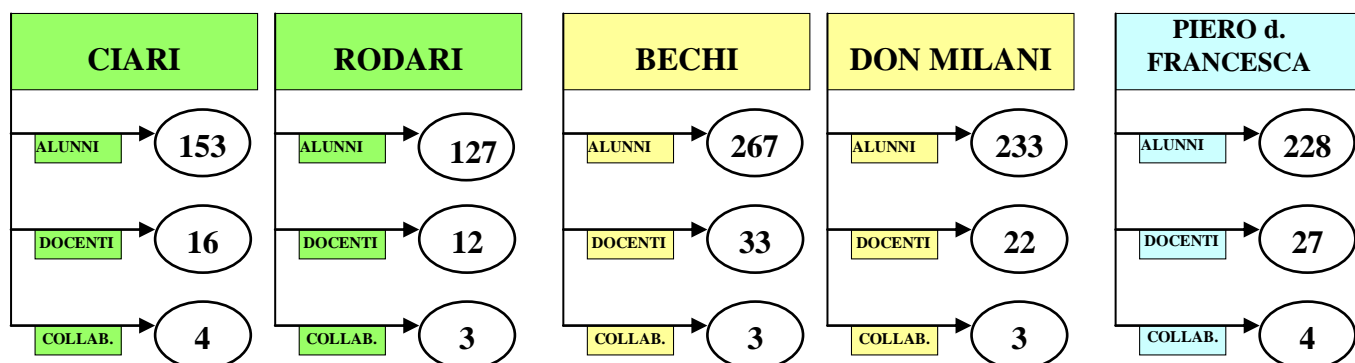 CIARI
ALUNNI 153
DOCENTI 16
COLLAB. 4
RODARI
ALUNNI 127
DOCENTI 12
COLLAB. 3
BECHI
ALUNNI 267
DOCENTI 33
COLLAB. 3
DON MILANI
ALUNNI 233
DOCENTI 22
COLLAB. 3
PIERO d.
FRANCESCA
ALUNNI 228
DOCENTI 27
COLLAB. 4